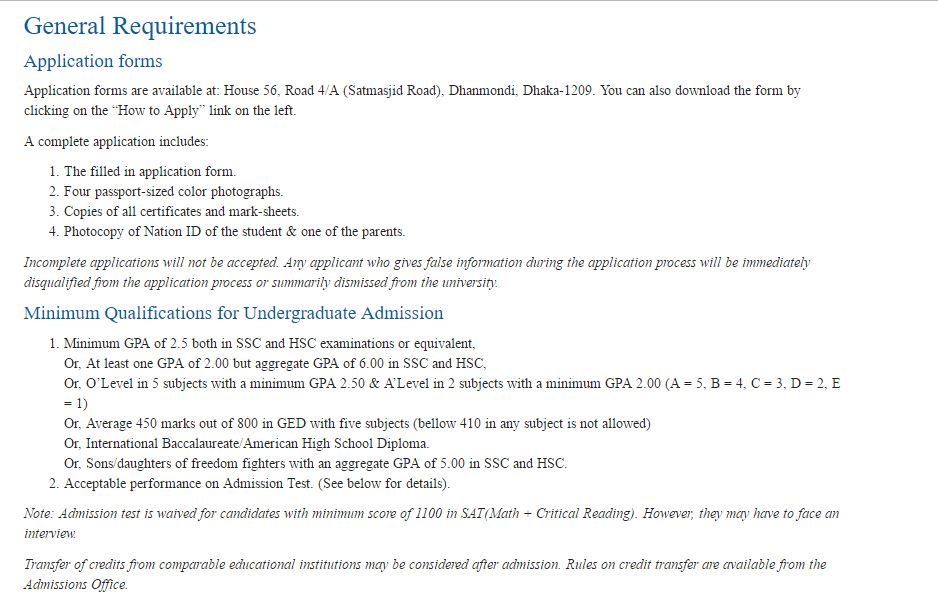 General Requirements
Application forms
Application forms are available at: House 56, Road 4/A (Satmasjid Road), Dhanmondi, Dhaka-1209. You can also download the form by
clicking on the “How to Apply” link on the left.
A complete application includes:
1. The filled in application form.
2. Four passport-sized color photographs.
3. Copies of all certificates and mark-sheets.
4. Photocopy of Nation ID of the student & one of the parents.
Incomplete applications will not be accepted. Any applicant who gives false information during the application process will be immediately
disqualified from the application process or summarily dismissed from the university.
Minimum Qualifications for Undergraduate Admission
1. Minimum GPA of 2.5 both in SSC and HSC examinations or equivalent,
Or, At least one GPA of 2.00 but aggregate GPA of 6.00 in SSC and HSC,
Or, O’Level in 5 subjects with a minimum GPA 2.50 & A’Level in 2 subjects with a minimum GPA 2.00 (A = 5, B = 4, C = 3, D = 2, E
= 1)
Or, Average 450 marks out of 800 in GED with five subjects (bellow 410 in any subject is not allowed)
Or, International Baccalaureate/American High School Diploma.
Or, Sons/daughters of freedom fighters with an aggregate GPA of 5.00 in SSC and HSC.
2. Acceptable performance on Admission Test. (See below for details).
Note: Admission test is waived for candidates with minimum score of 1100 in SAT(Math + Critical Reading). However, they may have to face an
interview.
Transfer of credits from comparable educational institutions may be considered after admission. Rules on credit transfer are available from the
Admissions Office.